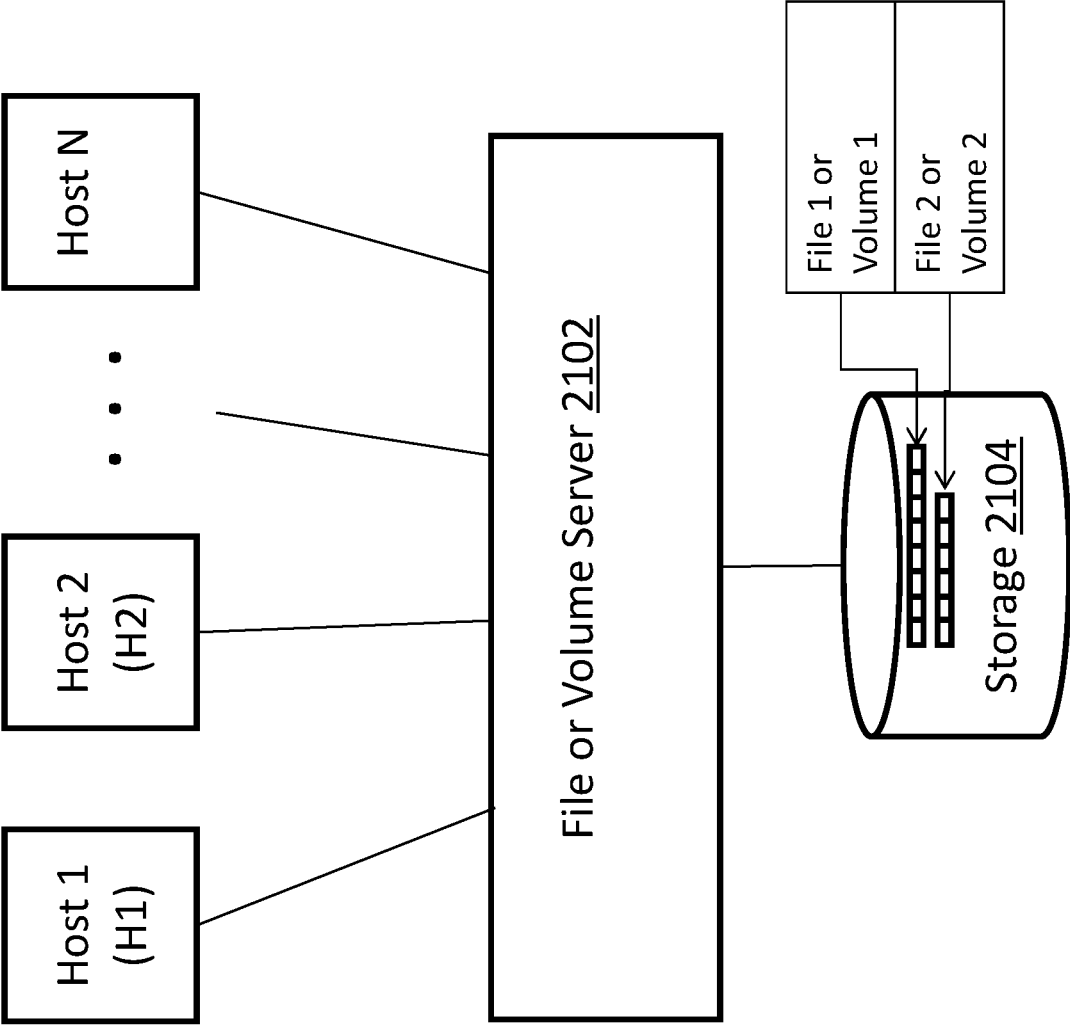 Host 1
(H1)
Host 2
(H2)
Host N
File or Volume Server 2102
Storage 2104
File 1 or
Volume 1
File 2 or
Volume 2